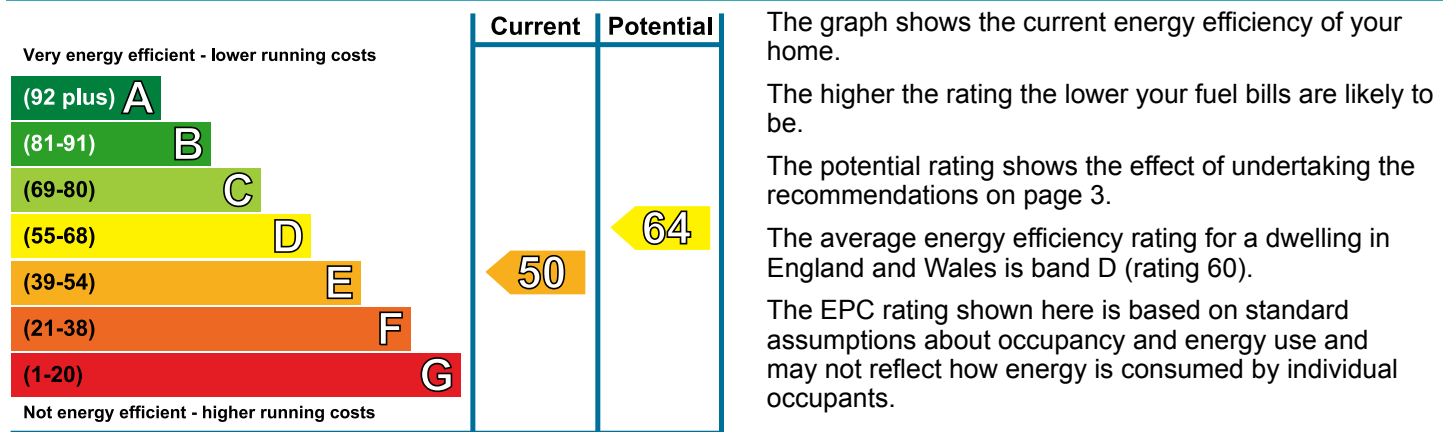 Current Potential
Very energy efficient - lower running costs
(92 plus) A
(81-91) B
(69-80) C
(55-68) D
(39-54) E
(21-38) F
(1-20) G
Not energy efficient - higher running costs
50
64
The graph shows the current energy efficiency of your
home.
The higher the rating the lower your fuel bills are likely to
be.
The potential rating shows the effect of undertaking the
recommendations on page 3.
The average energy efficiency rating for a dwelling in
England and Wales is band D (rating 60).
The EPC rating shown here is based on standard
assumptions about occupancy and energy use and
may not reflect how energy is consumed by individual
occupants.